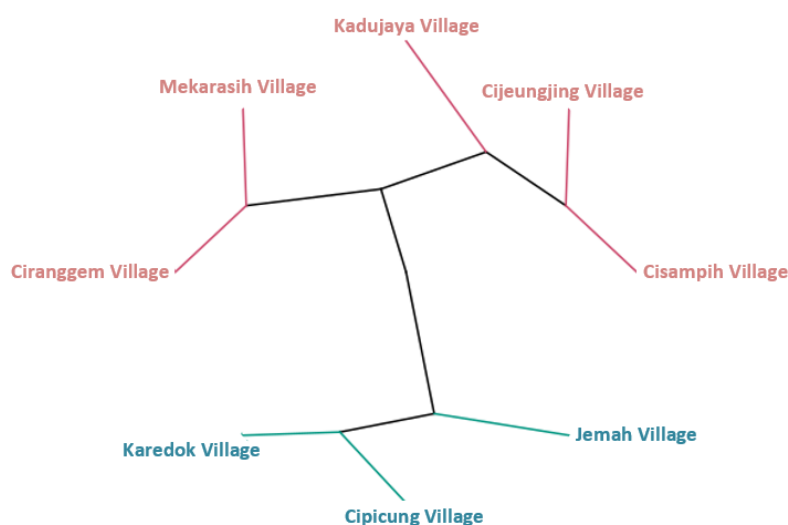 Kadujaya Village
Mekarasih Village
Cijeungjing Village
Ciranggem Village
Cisampih Village
Karedok Village
Jemah Village
Cipicung Village